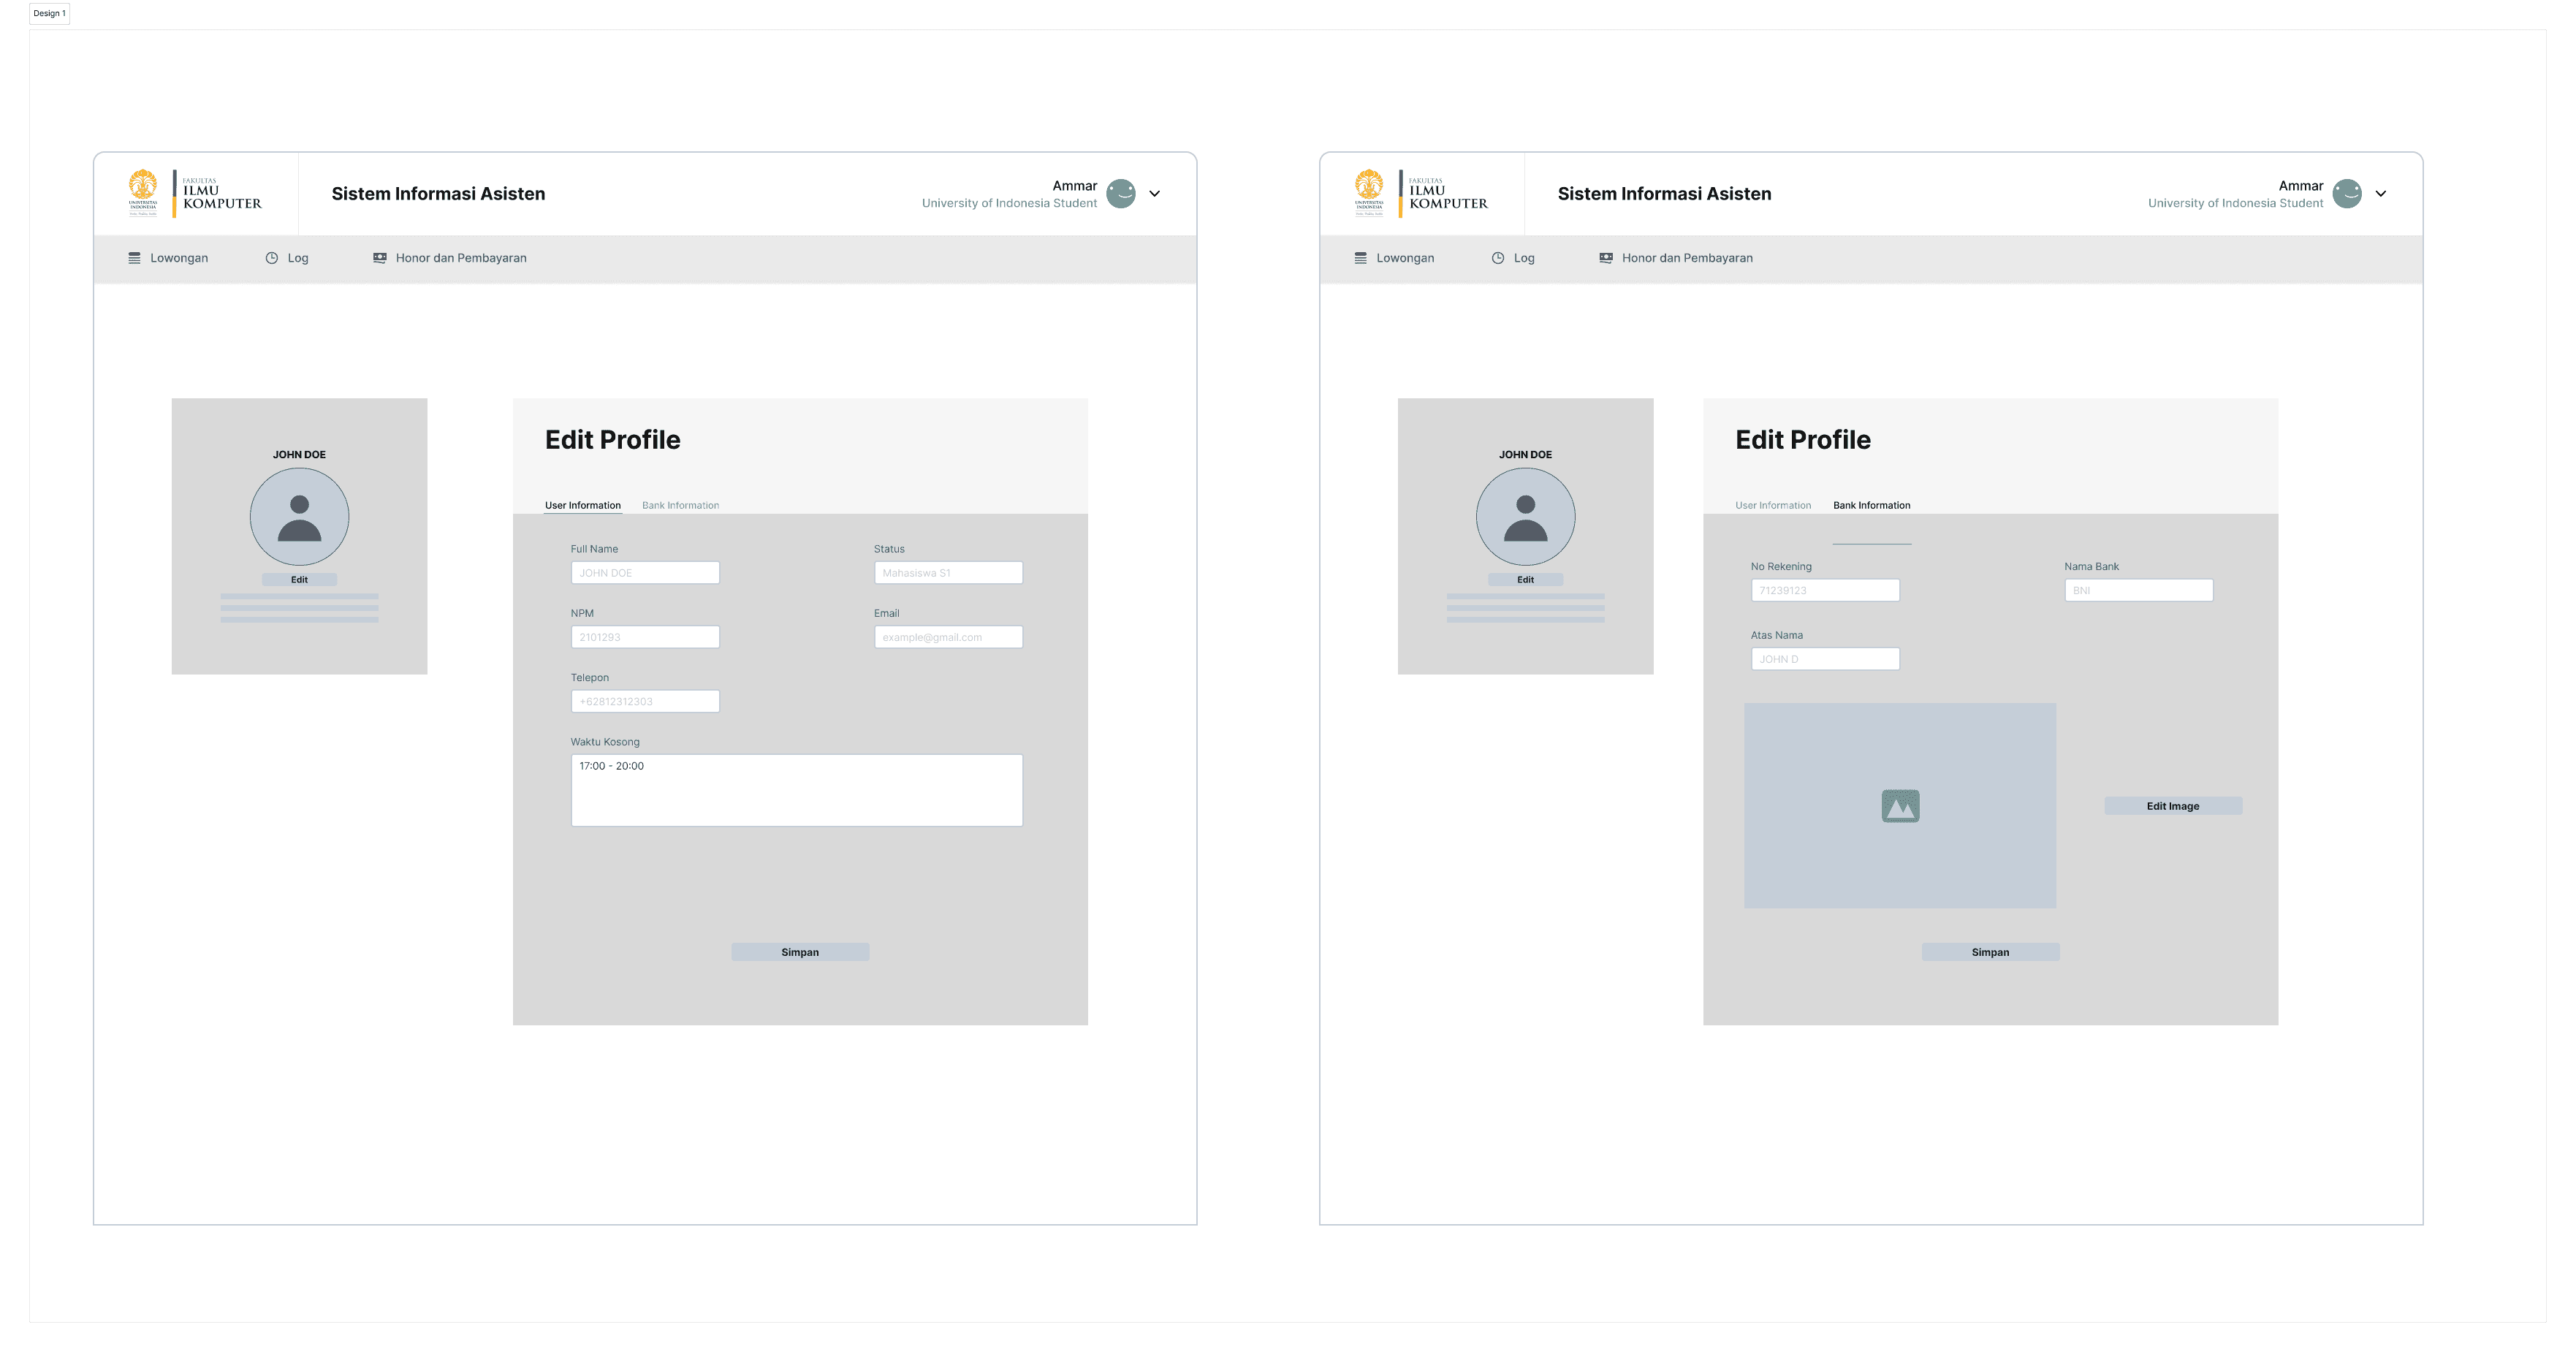 Design 1
FAKULTAS
ILMU
KOMPUTER
UNIVERSITAS
INDONESIA
Sistem Informasi Asisten
Ammar
University of Indonesia Student
Lowongan
Log
Honor dan Pembayaran
JOHN DOE
Edit
Edit Profile
User Information
Bank Information
Full Name
JOHN DOE
Status
Mahasiswa S1
NPM
2101293
Email
example@gmail.com
Telepon
+62812312303
Waktu Kosong
17:00 - 20:00
Simpan
FAKULTAS
ILMU
KOMPUTER
UNIVERSITAS
INDONESIA
Sistem Informasi Asisten
Ammar
University of Indonesia Student
Lowongan
Log
Honor dan Pembayaran
JOHN DOE
Edit
Edit Profile
User Information
Bank Information
No Rekening
71239123
Nama Bank
BNI
Atas Nama
JOHN D
Edit Image
Simpan